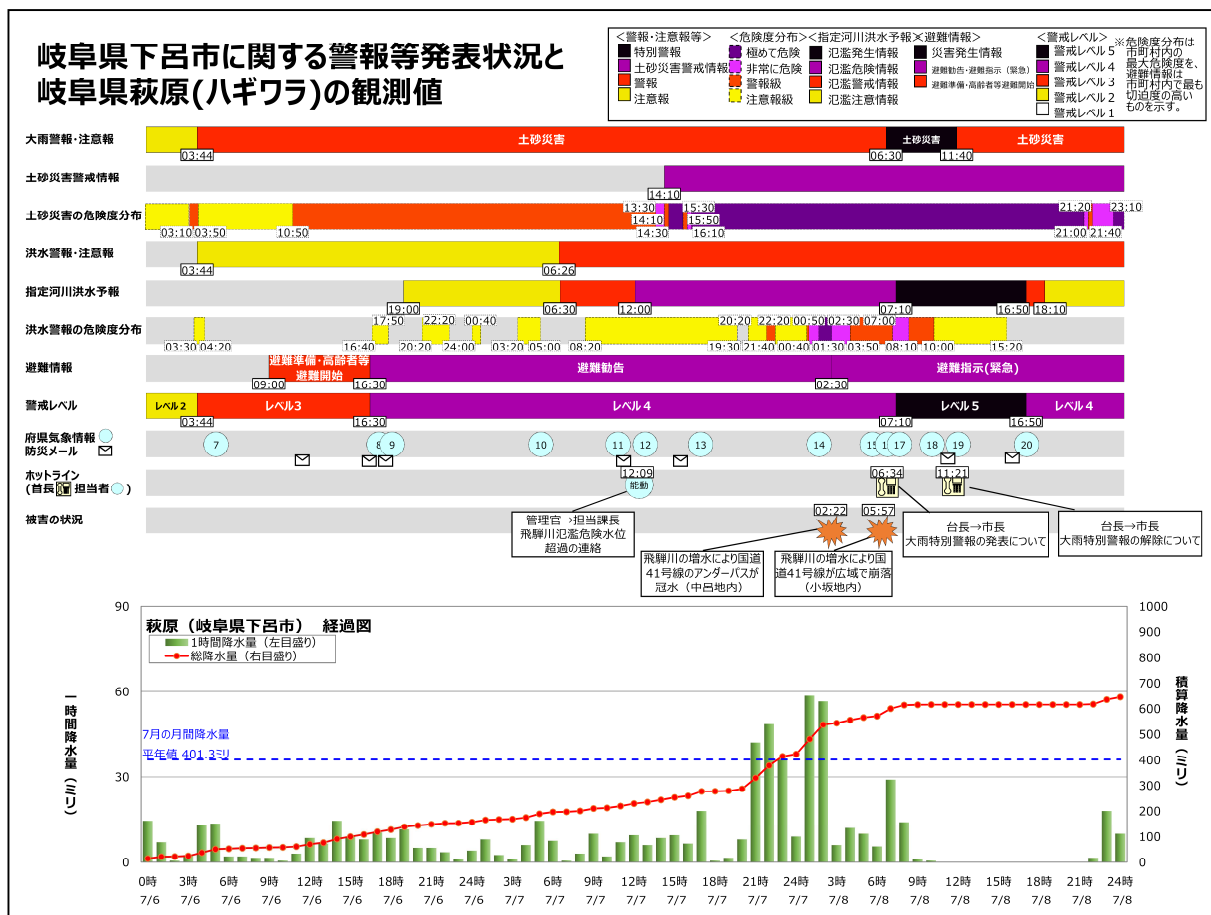 岐阜県下呂市に関する警報等発表状況と
岐阜県萩原(ハギワラ)の観測値
＜警報・注意報等＞
特別警報
土砂災害警戒情報
警報
注意報
＜危険度分布＞
極めて危険
非常に危険
警報級
注意報級
＜指定河川洪水予報＞
氾濫発生情報
氾濫危険情報
氾濫警戒情報
氾濫注意情報
＜避難情報＞
災害発生情報
避難勧告・避難指示（緊急）
避難準備・高齢者等避難開始
＜警戒レベル＞
警戒レベル５
警戒レベル４
警戒レベル３
警戒レベル２
警戒レベル１
※危険度分布は
市町村内の
最大危険度を、
避難情報は
市町村内で最も
切迫度の高い
ものを示す。
大雨警報・注意報
土砂災害
土砂災害
土砂災害
03:44
06:30
11:40
土砂災害警戒情報
14:10
土砂災害の危険度分布
13:30
15:30
21:20
23:10
14:10
15:50
03:10
03:50
10:50
14:30
16:10
21:00
21:40
洪水警報・注意報
03:44
06:26
指定河川洪水予報
19:00
06:30
12:00
07:10
16:50
18:10
洪水警報の危険度分布
17:50
22:20
00:40
20:20
22:20
00:50
02:30
07:00
03:30
04:20
16:40
20:20
24:00
03:20
05:00
08:20
19:30
21:40
00:40
01:30
03:50
08:10
10:00
15:20
避難情報
避難準備・高齢者等
避難開始
避難勧告
避難指示(緊急)
09:00
16:30
02:30
警戒レベル
レベル２
レベル3
レベル４
レベル５
レベル４
03:44
16:30
07:10
16:50
府県気象情報
7
8
9
10
11
12
13
14
15
1
17
18
19
20
防災メール
ホットライン
(首長 担当者 )
12:09
能動
06:34
11:21
被害の状況
02:22
05:57
管理官→担当課長
飛騨川氾濫危険水位
超過の連絡
飛騨川の増水により国道
41号線のアンダーパスが
冠水（中呂地内）
飛騨川の増水により国
道41号線が広域で崩落
（小坂地内）
台長→市長
大雨特別警報の発表について
台長→市長
大雨特別警報の解除について
萩原（岐阜県下呂市） 経過図
1時間降水量（左目盛り）
総降水量（右目盛り）
7月の月間降水量
平年値 401.3ミリ
一時間降水量（ミリ）
90
60
30
0
積算降水量（ミリ）
1000
900
800
700
600
500
400
300
200
100
0
0時 3時 6時 9時 12時 15時 18時 21時 24時 3時 6時 9時 12時 15時 18時 21時 24時 3時 6時 9時 12時 15時 18時 21時 24時
7/6 7/6 7/6 7/6 7/6 7/6 7/6 7/6 7/6 7/7 7/7 7/7 7/7 7/7 7/7 7/7 7/7 7/8 7/8 7/8 7/8 7/8 7/8 7/8 7/8